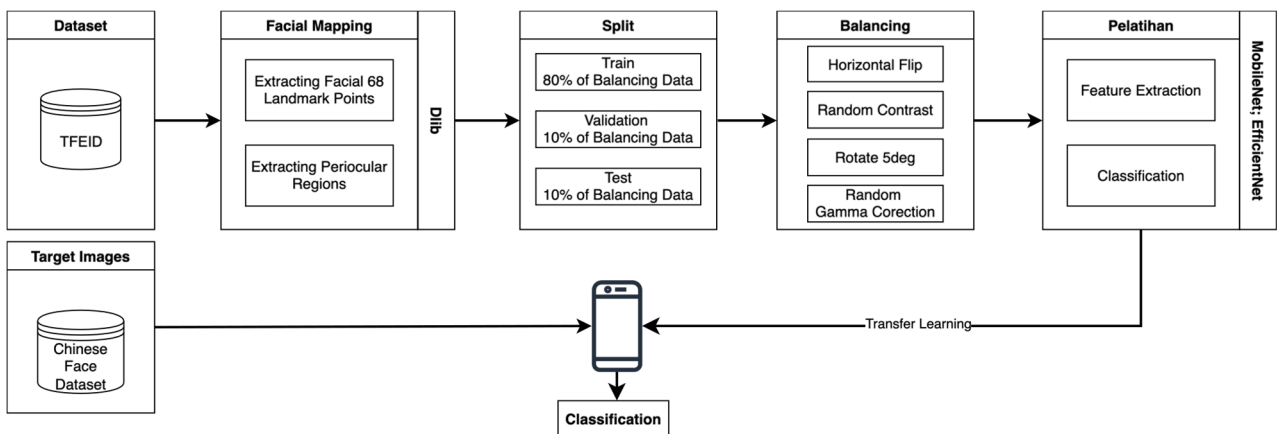 Dataset
TFEID
Facial Mapping
Extracting Facial 68
Landmark Points
Extracting Periocular
Regions
Dlib
Split
Train
80% of Balancing Data
Validation
10% of Balancing Data
Test
10% of Balancing Data
Balancing
Horizontal Flip
Random Contrast
Rotate 5deg
Random
Gamma Corection
Pelatihan
Feature Extraction
Classification
MobileNet; EfficientNet
Target Images
Chinese
Face
Dataset
Transfer Learning
Classification